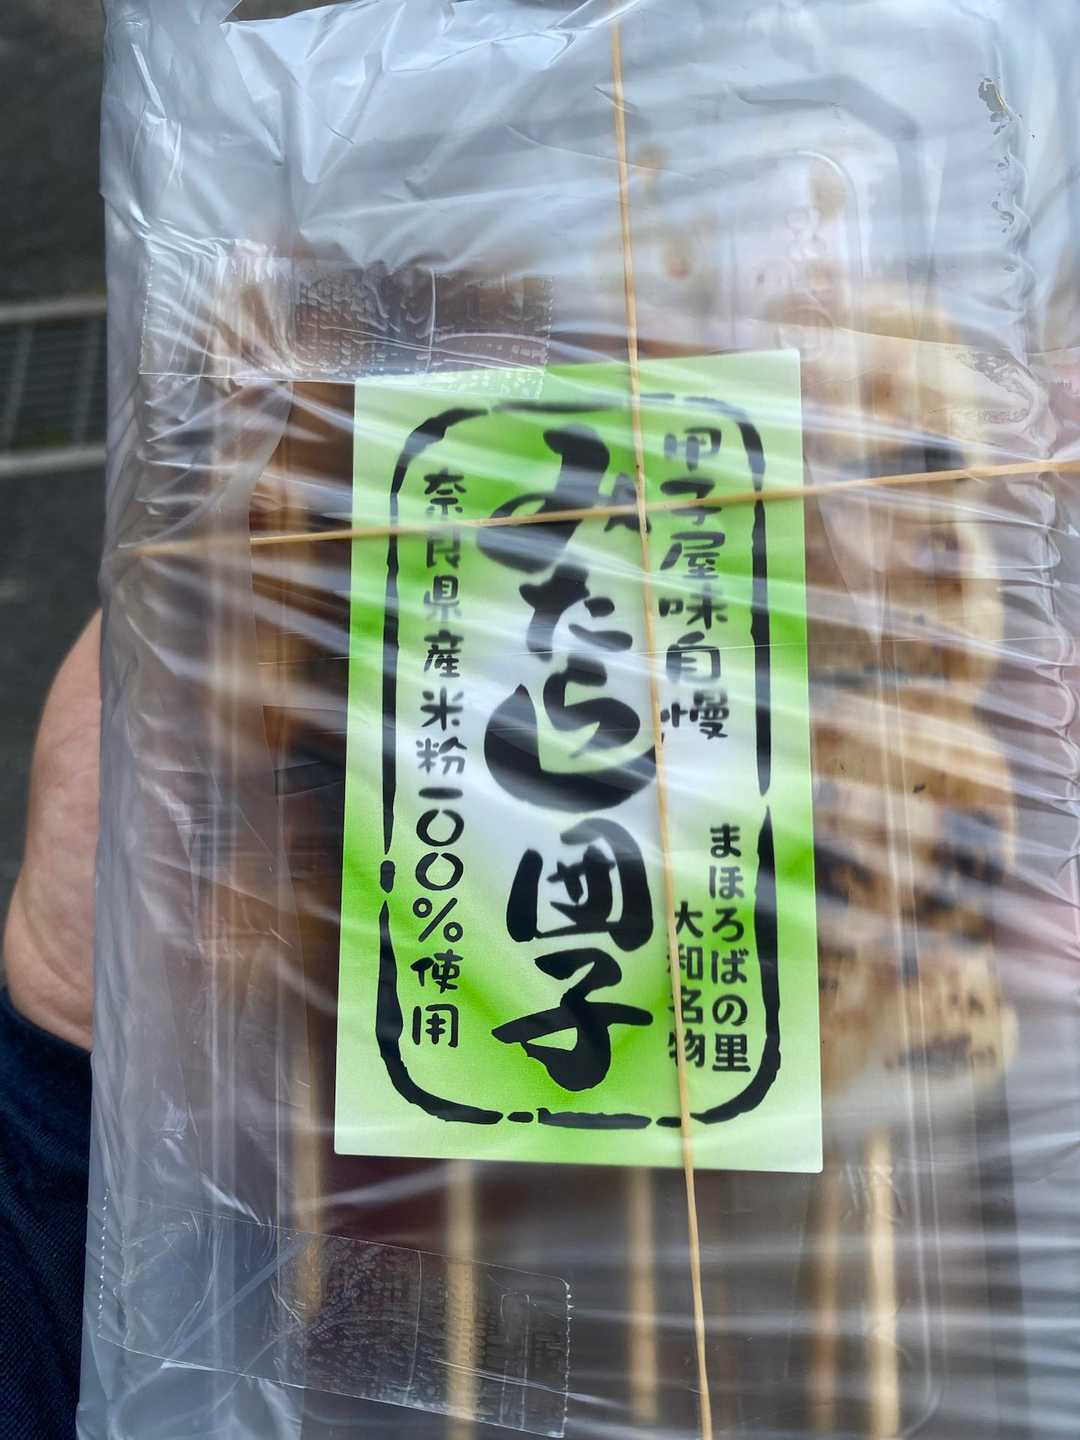 甲子屋味自慢
まほろばの里
大和名物
みたらし団子
奈良県産米粉一〇〇%使用